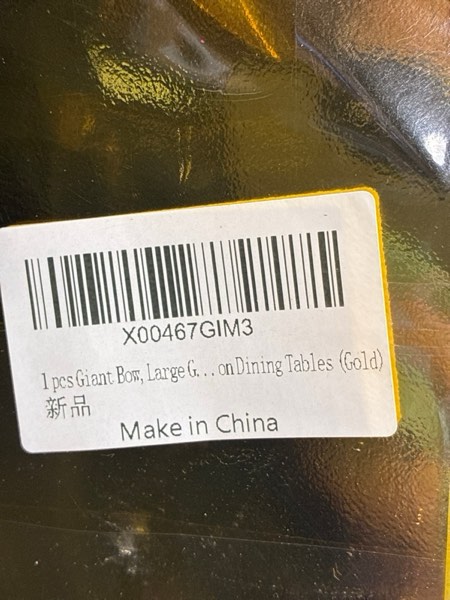 X00467GIM3
1 pcs Giant Bow, Large G... on Dining Tables (Gold)
新品
Make in China